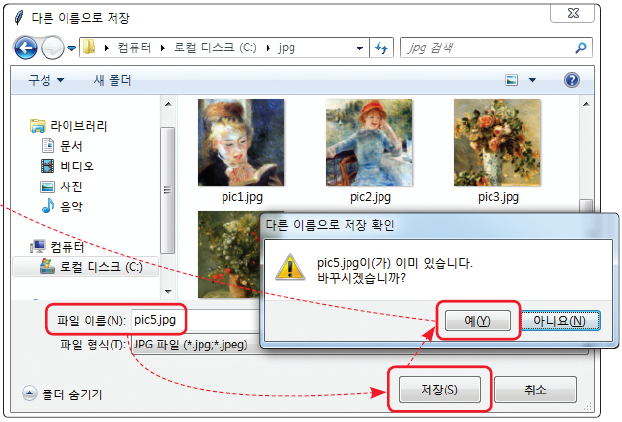 다른 이름으로 저장
컴퓨터 로컬 디스크 (C:) jpg
jpg 검색
구성 새 폴더
라이브러리
문서
비디오
사진
음악
컴퓨터
로컬 디스크 (C:)
pic1.jpg pic2.jpg pic3.jpg
다른 이름으로 저장 확인
pic5.jpg이(가) 이미 있습니다.
바꾸시겠습니까?
예(Y) 아니요(N)
파일 이름(N): pic5.jpg
파일 형식(T): JPG 파일 (*.jpg;*.jpeg)
폴더 숨기기
저장(S) 취소